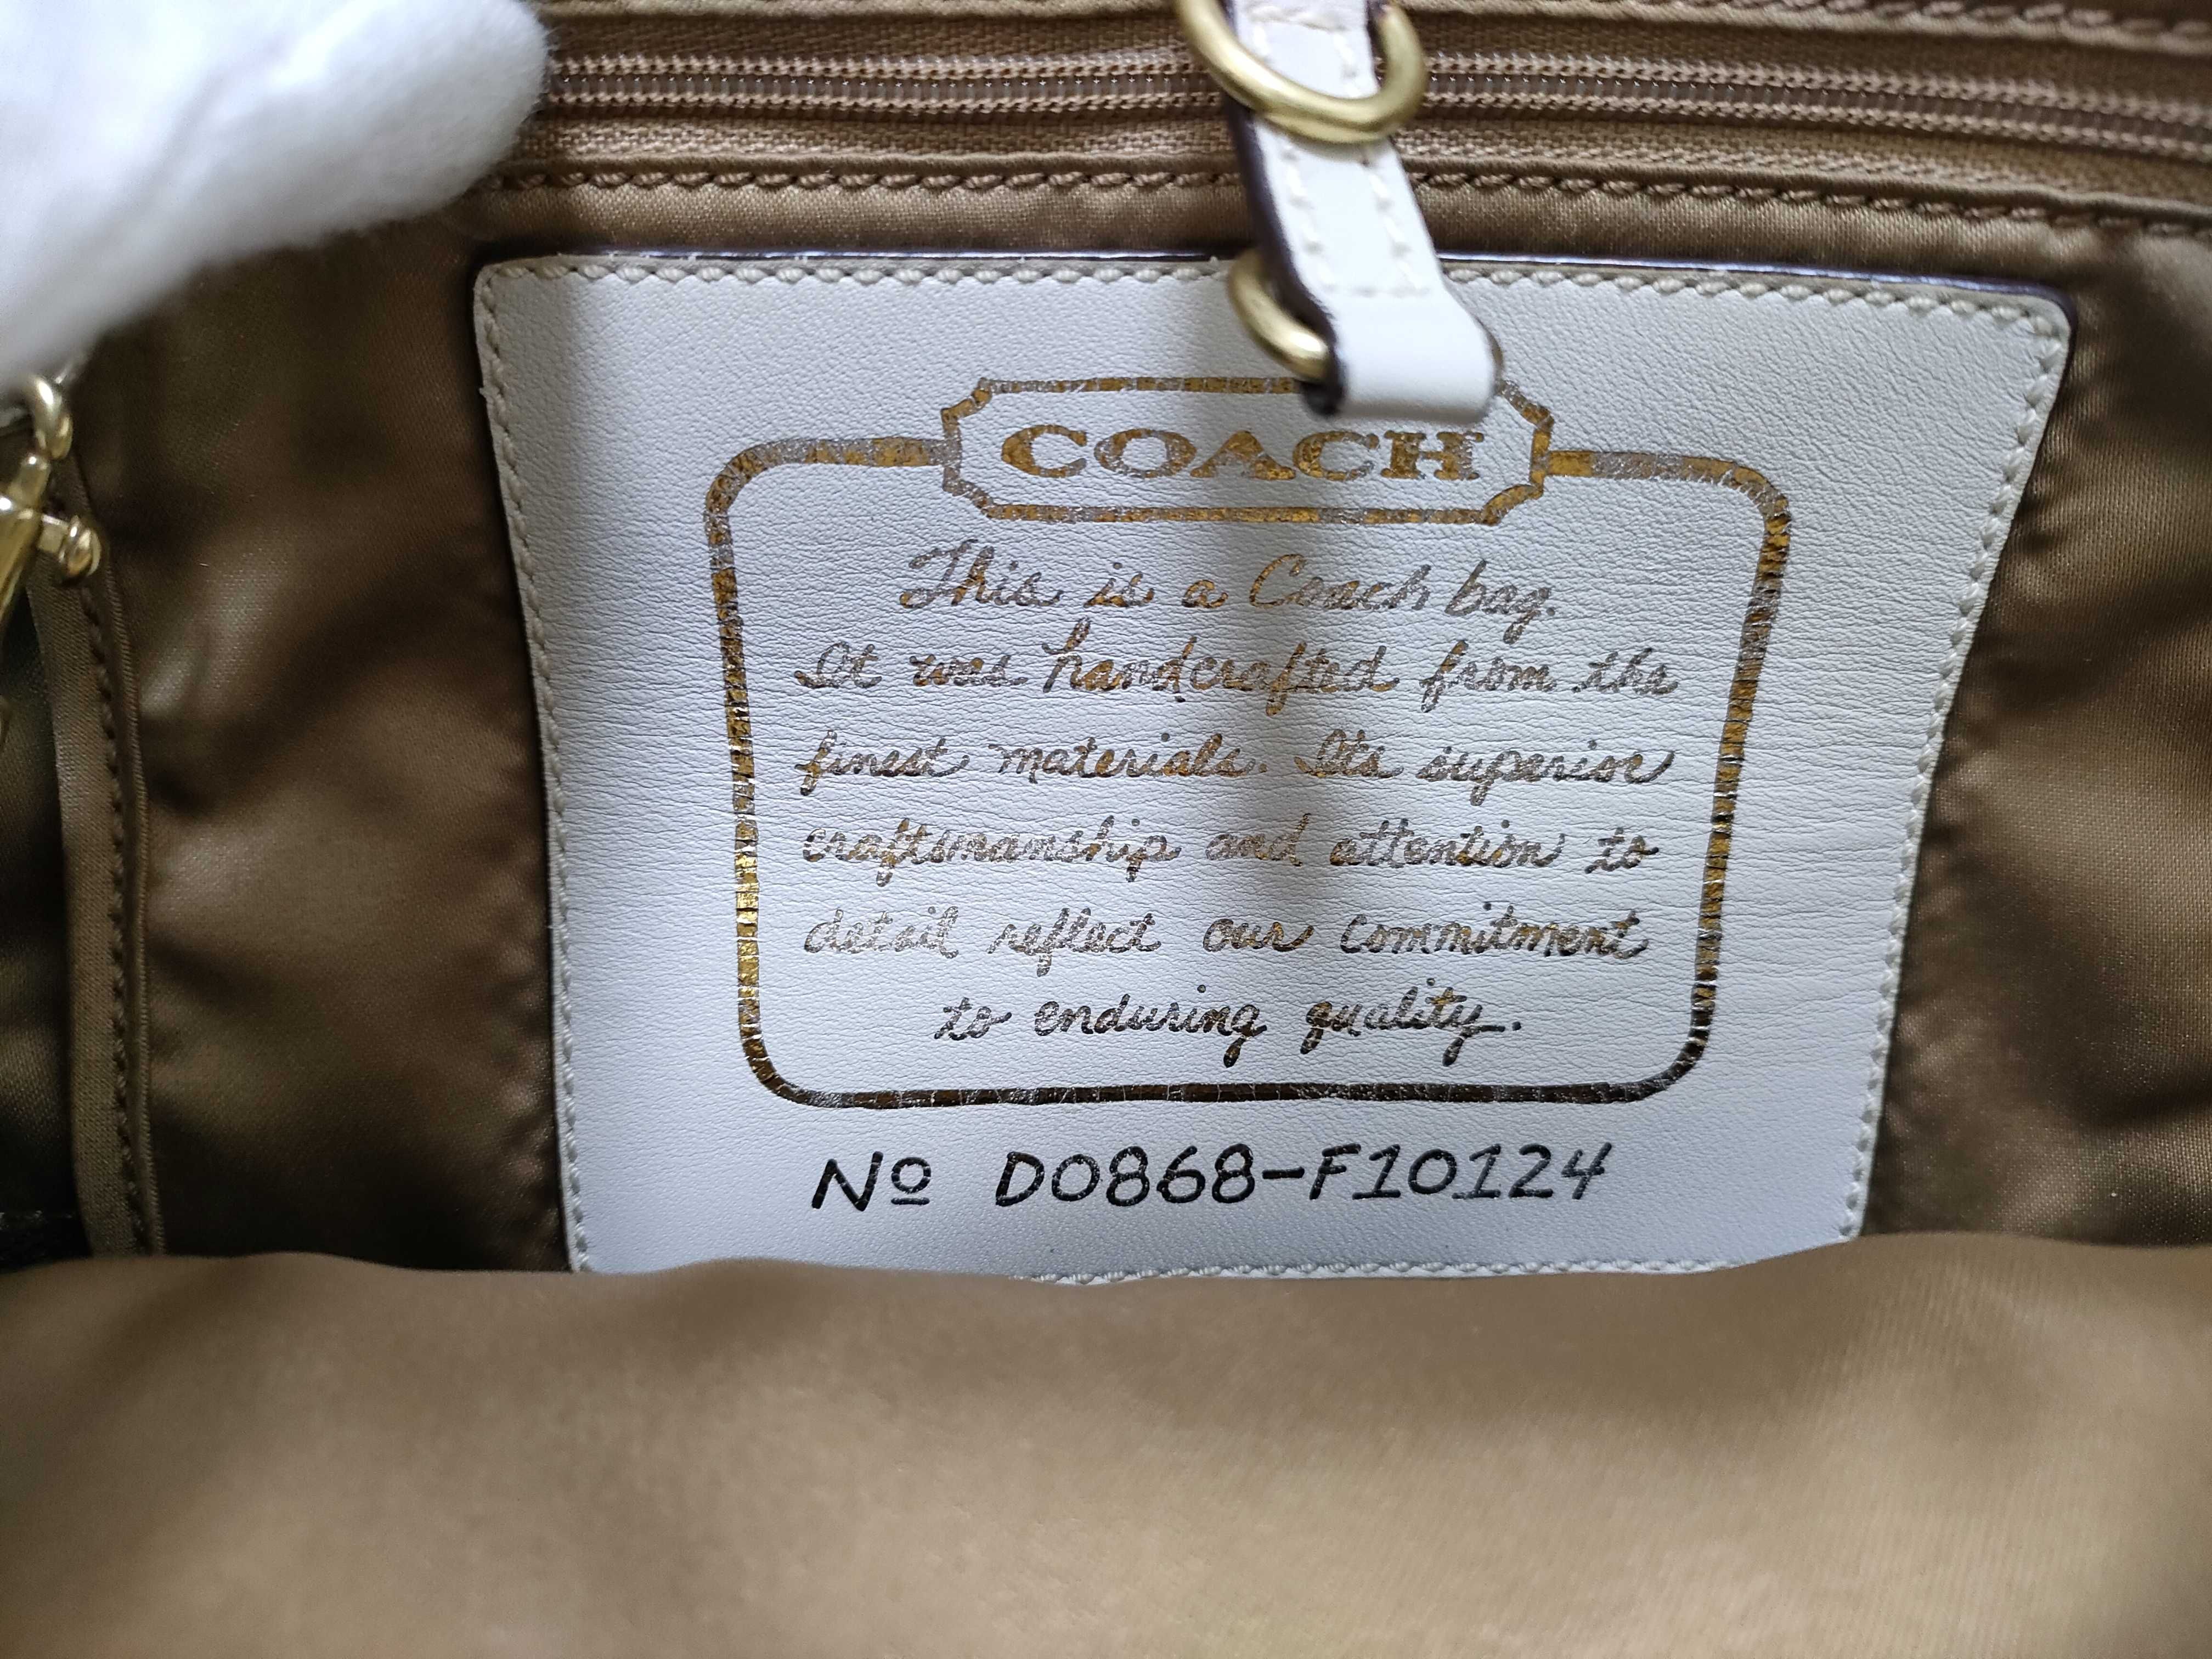 COACH
This is a Coach bag.
It was handcrafted from the
finest materials. Its superior
craftsmanship and attention to
detail reflect our commitment
to enduring quality.
Nº D0868-F10124